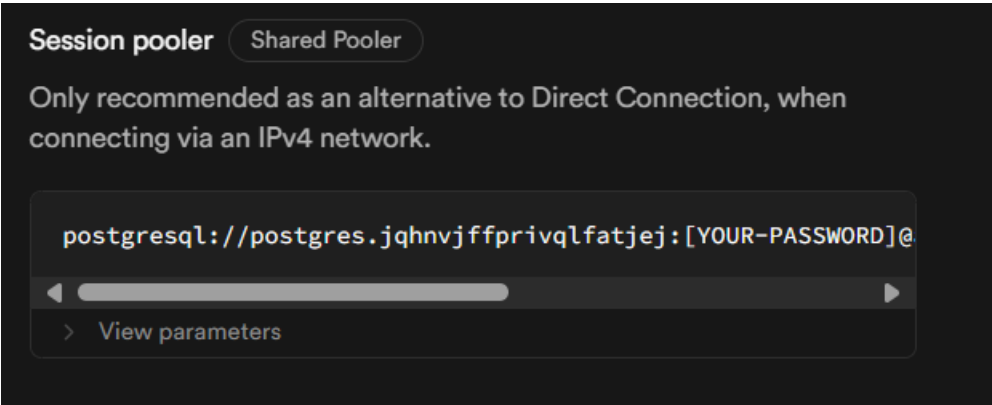 Session pooler Shared Pooler
Only recommended as an alternative to Direct Connection, when
connecting via an IPv4 network.
postgresql://postgres.jqhnvjffprivqlfatjej:[YOUR-PASSWORD]@
View parameters